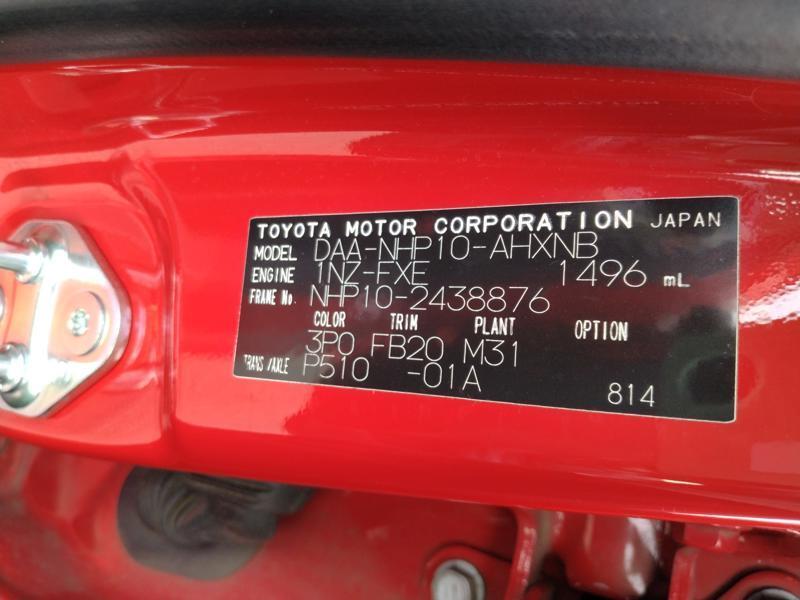 TOYOTA MOTOR CORPORATION JAPAN
MODEL DAA-NHP10-AHXNB
ENGINE 1NZ-FXE 1496 mL
FRAME No. NHP10-2438876
COLOR TRIM PLANT OPTION
3P0 FB20 M31
TRANS/AXLE P510 -01A
814